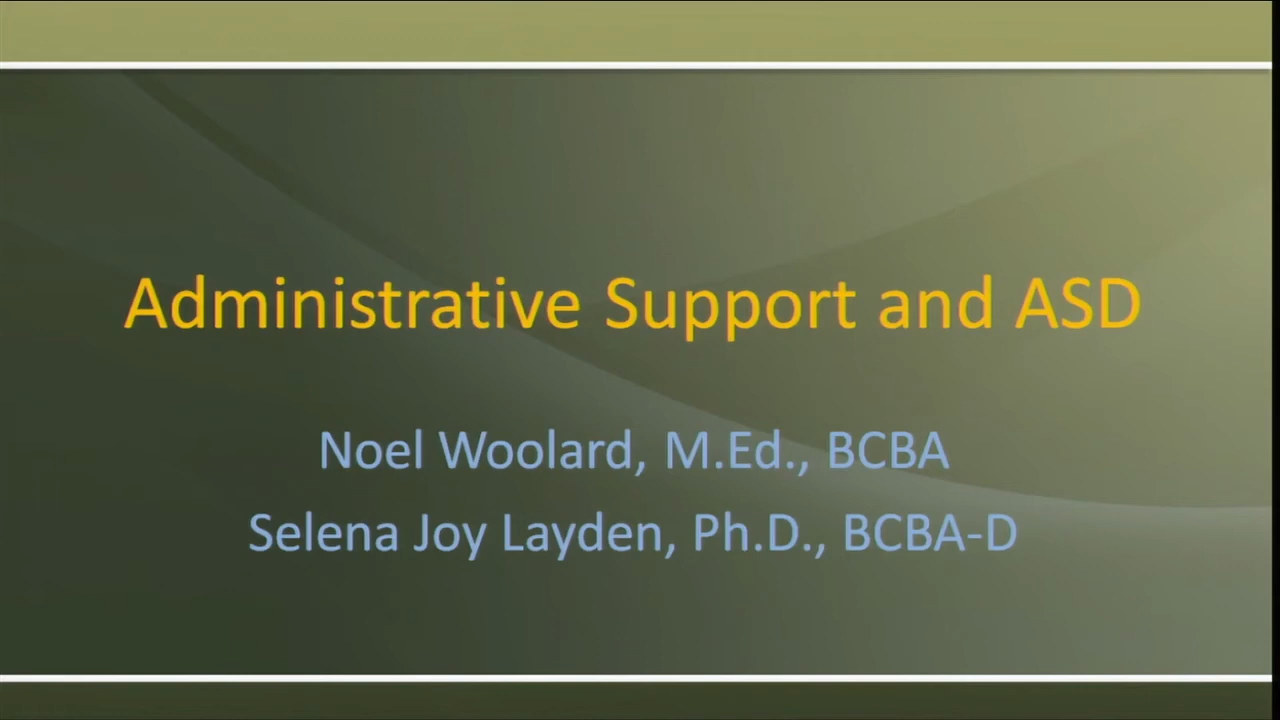 Administrative Support and ASD
Noel Woolard, M.Ed., BCBA
Selena Joy Layden, Ph.D., BCBA-D